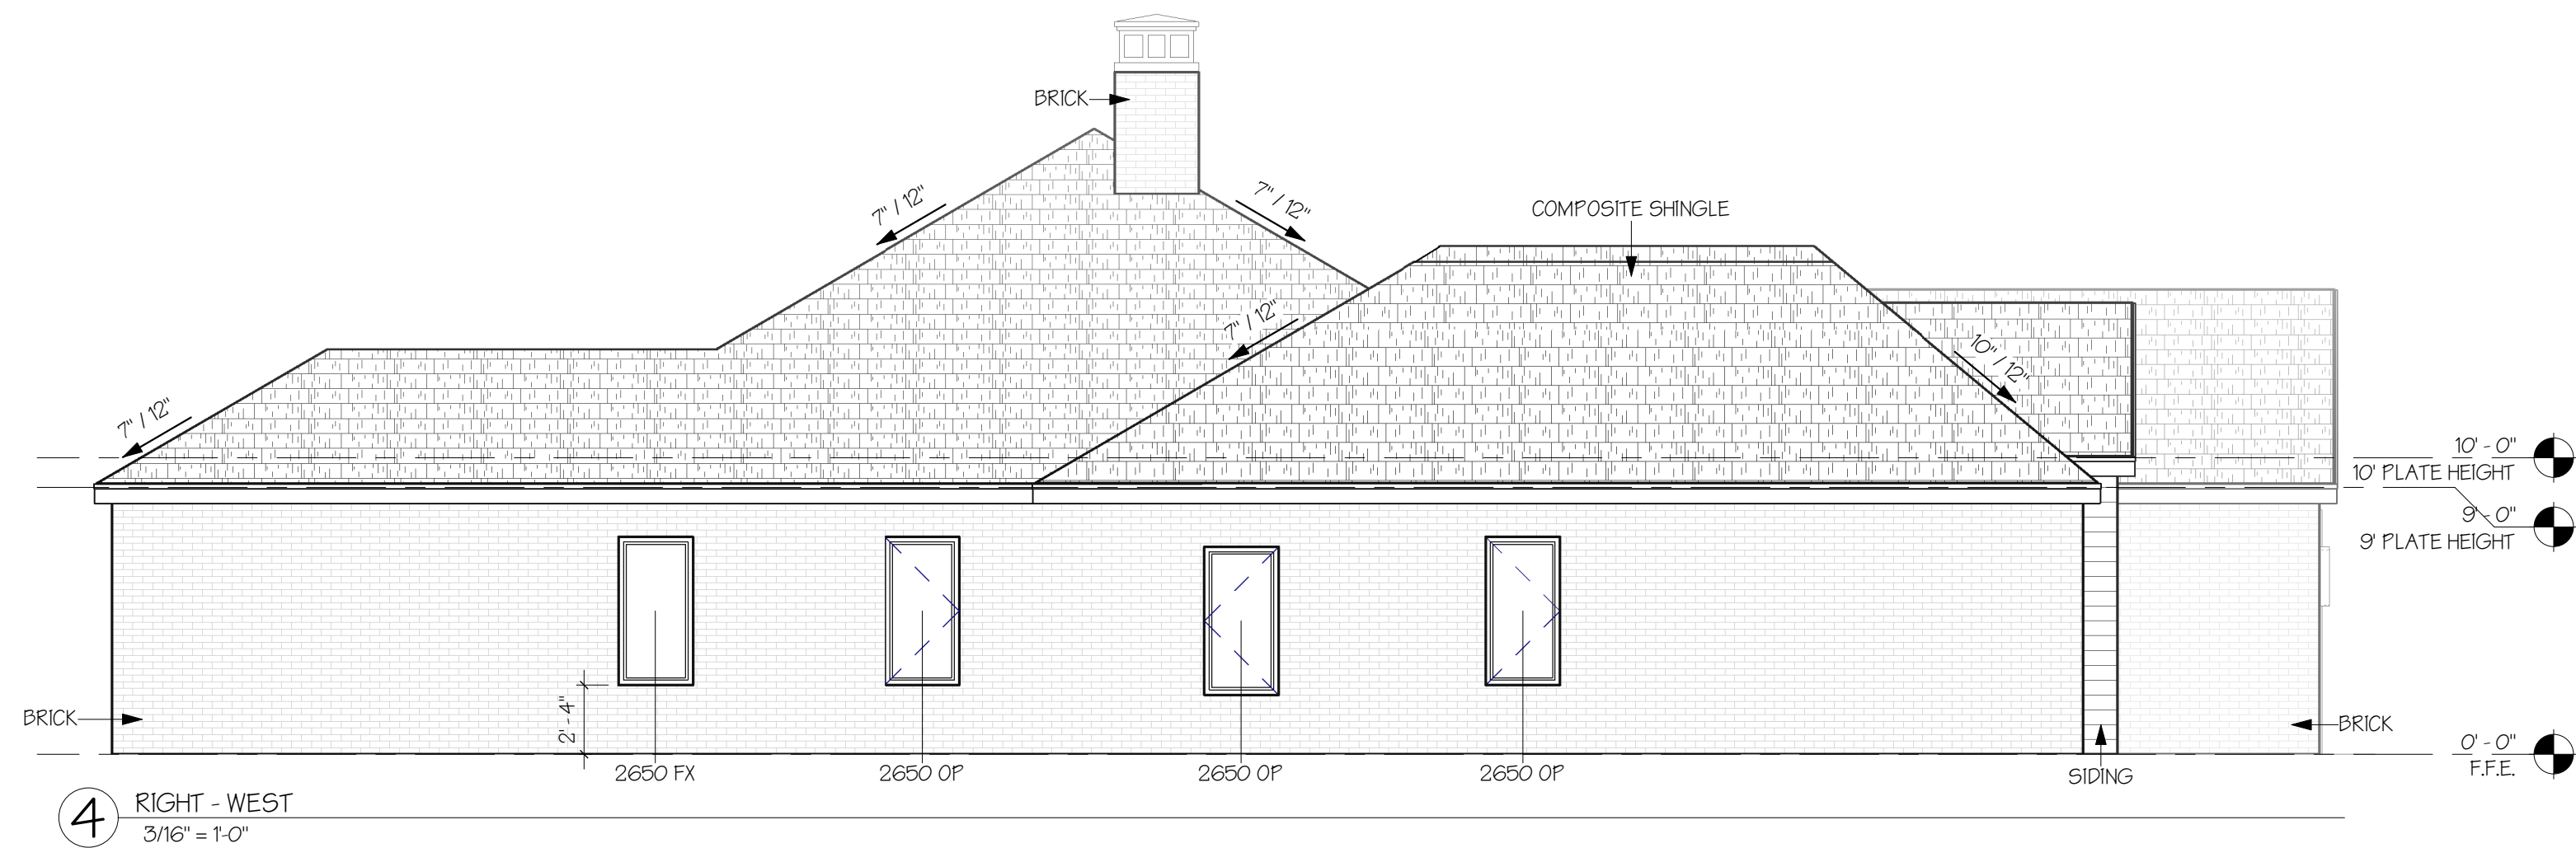 BRICK
7" / 12"
7" / 12"
COMPOSITE SHINGLE
7" / 12"
10" / 12"
7" / 12"
10' - 0"
10' PLATE HEIGHT
9' - 0"
9' PLATE HEIGHT
2' - 4"
BRICK
BRICK
0' - 0"
F.F.E.
2650 FX
2650 OP
2650 OP
2650 OP
SIDING
4
RIGHT - WEST
3/16" = 1'-0"